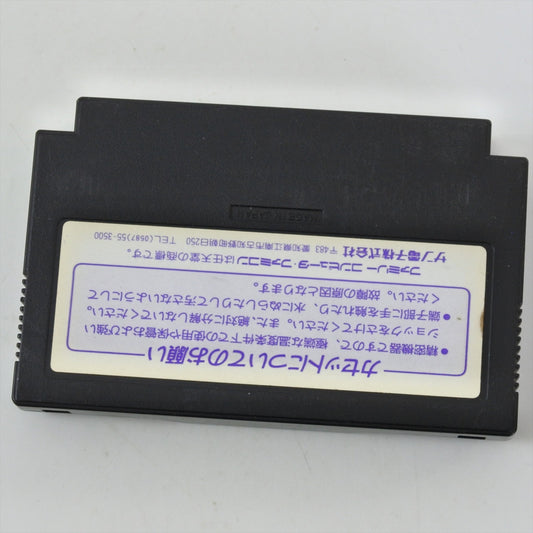 カセットについてのお願い
●精密機器ですので、極端な温度条件下での使用や保管および強い
ショックをさけてください。また、絶対に分解しないでください。
●端子部に手を触れたり、水にぬらしたりして汚さないようにして
ください。故障の原因となります。
ファミリーコンピュータ・ファミコンは任天堂の商標です。
サン電子株式会社 〒483 愛知県江南市古知野町朝日250
TEL(0587)55-3500
MADE IN JAPAN